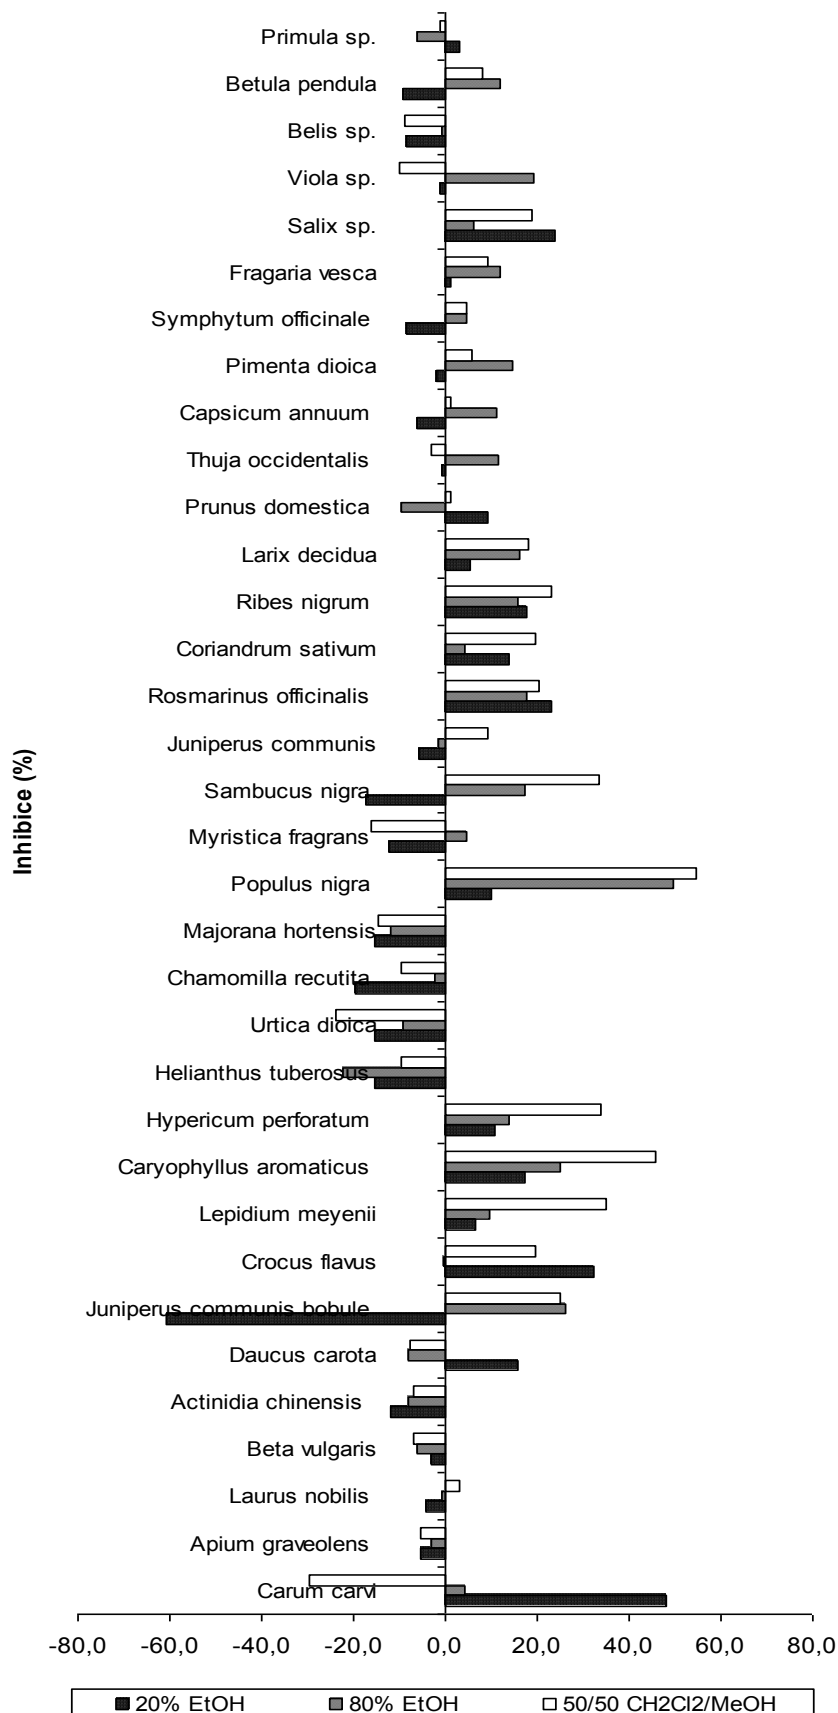 Primula sp.
Betula pendula
Belis sp.
Viola sp.
Salix sp.
Fragaria vesca
Symphytum officinale
Pimenta dioica
Capsicum annuum
Thuja occidentalis
Prunus domestica
Larix decidua
Ribes nigrum
Coriandrum sativum
Rosmarinus officinalis
Juniperus communis
Inhibice (%)
Sambucus nigra
Myristica fragrans
Populus nigra
Majorana hortensis
Chamomilla recutita
Urtica dioica
Helianthus tuberosus
Hypericum perforatum
Caryophyllus aromaticus
Lepidium meyenii
Crocus flavus
Juniperus communis bobule
Daucus carota
Actinidia chinensis
Beta vulgaris
Laurus nobilis
Apium graveolens
Carum carvi
-80,0 -60,0 -40,0 -20,0 0,0 20,0 40,0 60,0 80,0
20% EtOH 80% EtOH 50/50 CH2Cl2/MeOH